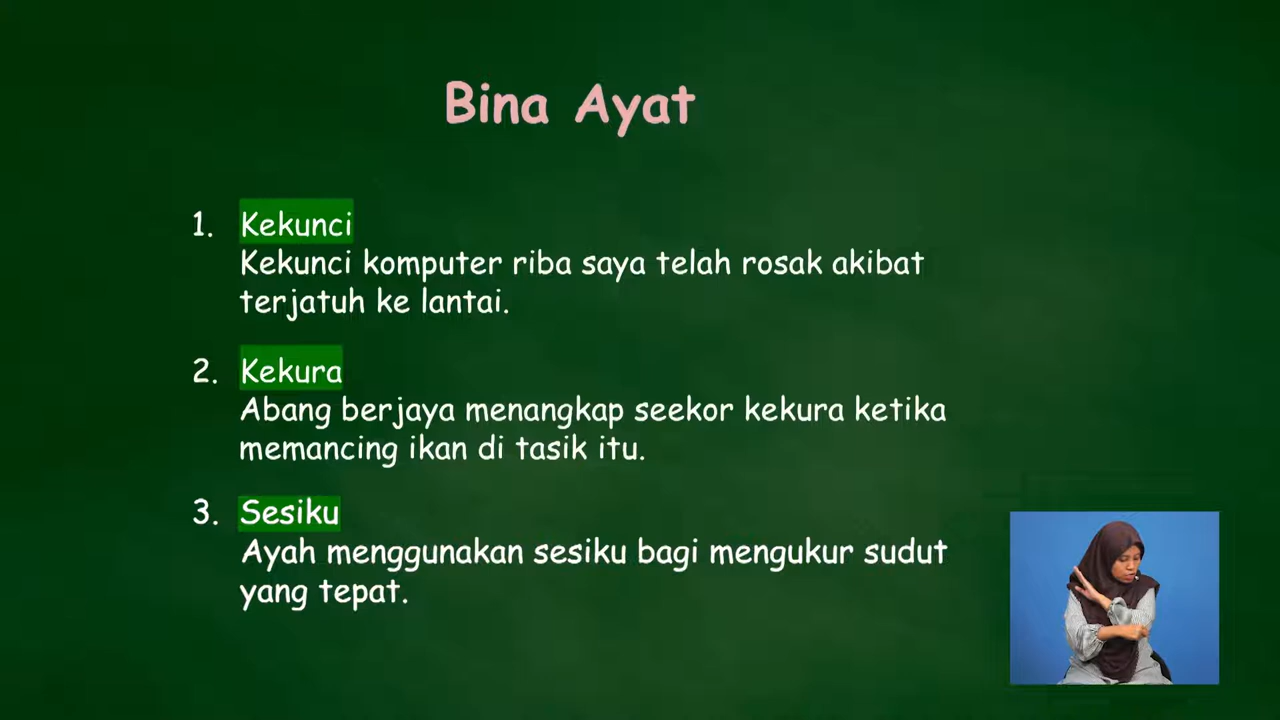 Bina Ayat
1. Kekunci
Kekunci komputer riba saya telah rosak akibat
terjatuh ke lantai.
2. Kekura
Abang berjaya menangkap seekor kekura ketika
memancing ikan di tasik itu.
3. Sesiku
Ayah menggunakan sesiku bagi mengukur sudut
yang tepat.